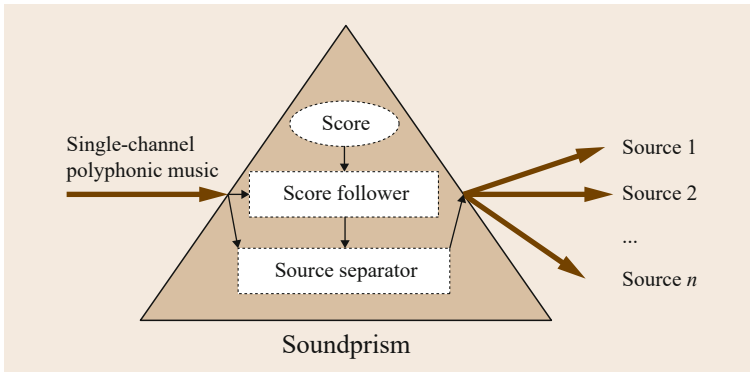 Single-channel
polyphonic music
Score
Score follower
Source separator
Source 1
Source 2
...
Source n
Soundprism